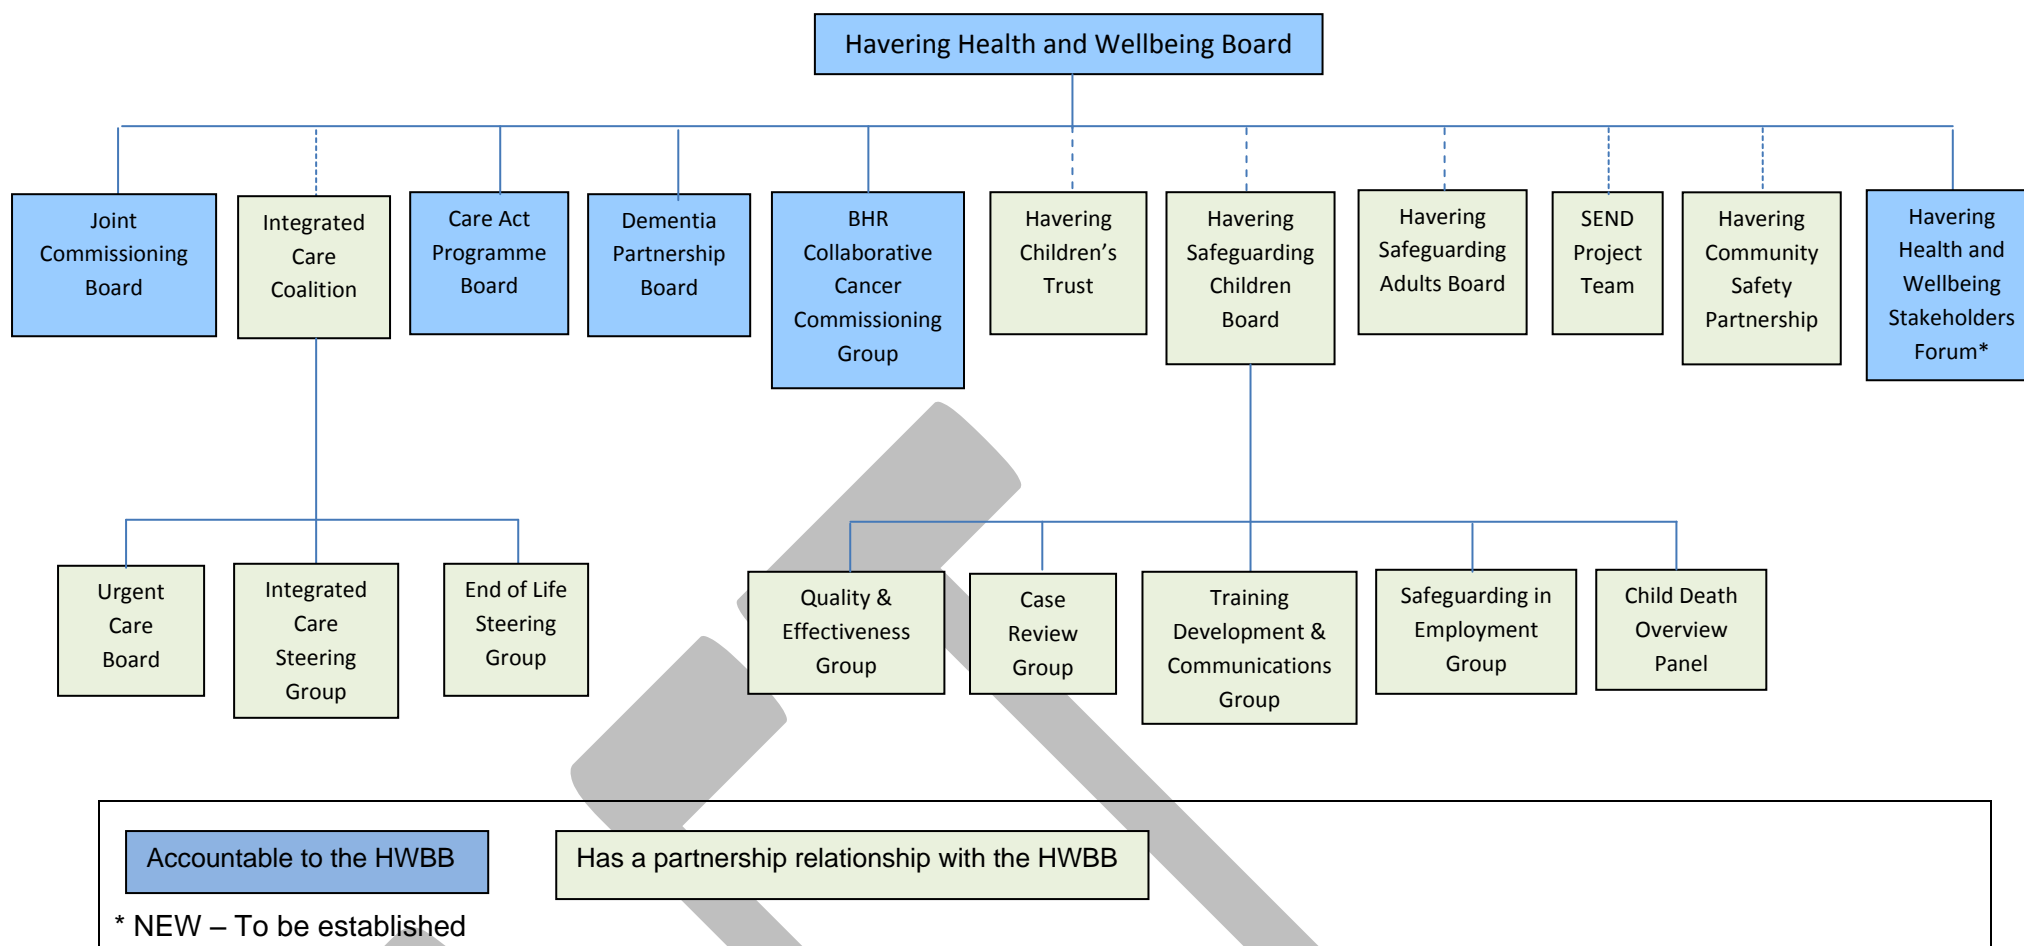 Havering Health and Wellbeing Board
Joint
Commissioning
Board
Integrated
Care
Coalition
Care Act
Programme
Board
Dementia
Partnership
Board
BHR
Collaborative
Cancer
Commissioning
Group
Havering
Children’s
Trust
Havering
Safeguarding
Children
Board
Havering
Safeguarding
Adults Board
SEND
Project
Team
Havering
Community
Safety
Partnership
Havering
Health and
Wellbeing
Stakeholders
Forum*
Urgent
Care
Board
Integrated
Care
Steering
Group
End of Life
Steering
Group
Quality &
Effectiveness
Group
Case
Review
Group
Training
Development &
Communications
Group
Safeguarding in
Employment
Group
Child Death
Overview
Panel
Accountable to the HWBB
Has a partnership relationship with the HWBB
* NEW – To be established